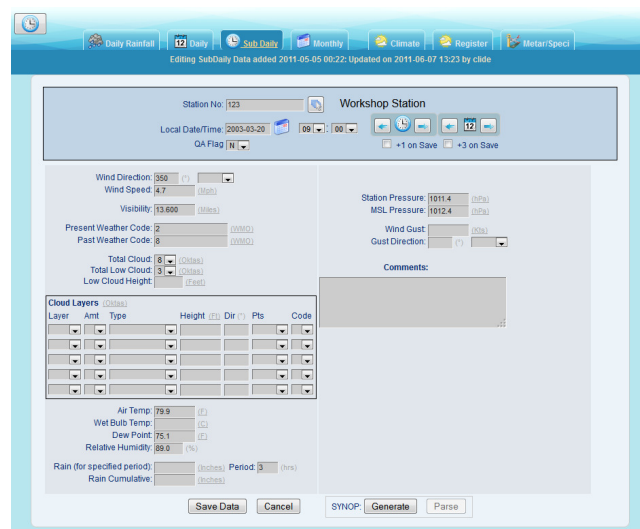 Daily Rainfall 12 Daily Sub Daily Monthly Climate Register Metar/Speci
Editing SubDaily Data added 2011-05-05 00:22: Updated on 2011-06-07 13:23 by clide
Station No: 123 Workshop Station
Local Date/Time: 2003-03-20 09 : 00 12
QA Flag N +1 on Save +3 on Save
Wind Direction: 350 (°)
Wind Speed: 4.7 (Mph)
Visibility: 13.600 (Miles)
Present Weather Code: 2 (WMO)
Past Weather Code: 8 (WMO)
Total Cloud: 8 (Oktas)
Total Low Cloud: 3 (Oktas)
Low Cloud Height: (Feet)
Station Pressure: 1011.4 (hPa)
MSL Pressure: 1012.4 (hPa)
Wind Gust: (Kts)
Gust Direction: (°)
Comments:
Cloud Layers (Oktas)
Layer Amt Type Height (Ft) Dir (°) Pts Code
Air Temp: 79.9 (F)
Wet Bulb Temp: (C)
Dew Point: 75.1 (F)
Relative Humidity: 89.0 (%)
Rain (for specified period): (Inches) Period: 3 (hrs)
Rain Cumulative: (Inches)
Save Data Cancel SYNOP: Generate Parse